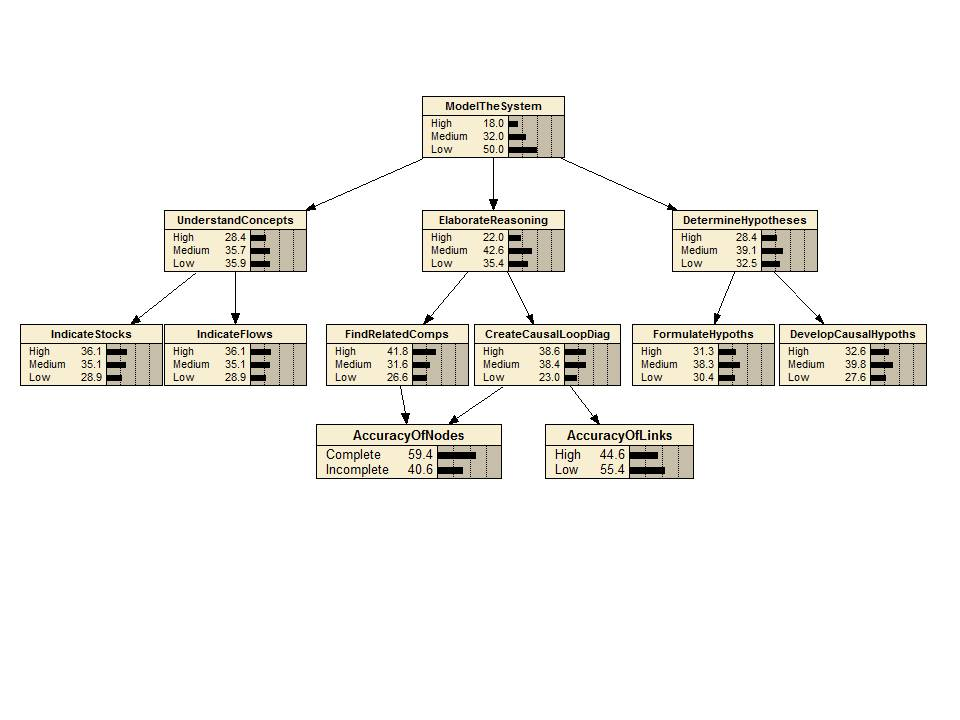 ModelTheSystem
High 18.0
Medium 32.0
Low 50.0
UnderstandConcepts
High 28.4
Medium 35.7
Low 35.9
ElaborateReasoning
High 22.0
Medium 42.6
Low 35.4
DetermineHypotheses
High 28.4
Medium 39.1
Low 32.5
IndicateStocks
High 36.1
Medium 35.1
Low 28.9
IndicateFlows
High 36.1
Medium 35.1
Low 28.9
FindRelatedComps
High 41.8
Medium 31.6
Low 26.6
CreateCausalLoopDiag
High 38.6
Medium 38.4
Low 23.0
FormulateHypoths
High 31.3
Medium 38.3
Low 30.4
DevelopCausalHypoths
High 32.6
Medium 39.8
Low 27.6
AccuracyOfNodes
Complete 59.4
Incomplete 40.6
AccuracyOfLinks
High 44.6
Low 55.4